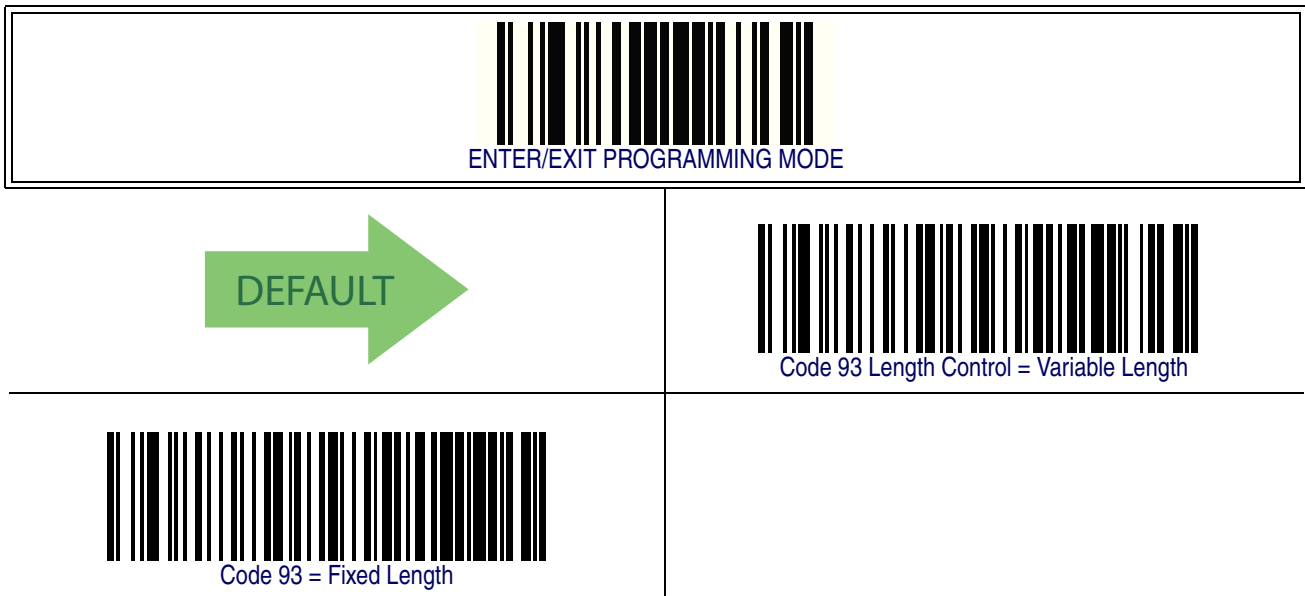 ENTER/EXIT PROGRAMMING MODE
DEFAULT
Code 93 Length Control = Variable Length
Code 93 = Fixed Length